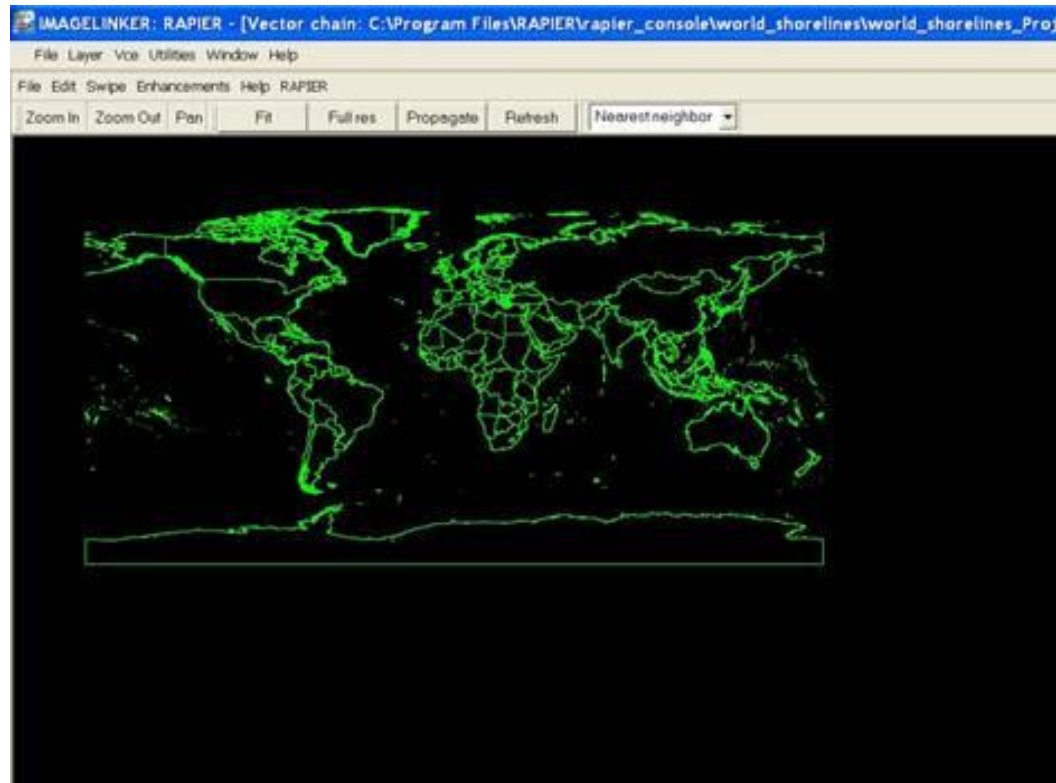 IMAGELINKER: RAPIER - [Vector chain: C:\Program Files\RAPIER\rapier_console\world_shorelines\world_shorelines_Proj
File Layer Vce Utilities Window Help
File Edit Swipe Enhancements Help RAPIER
Zoom In Zoom Out Pan Fit Full res Propagate Refresh Nearest neighbor